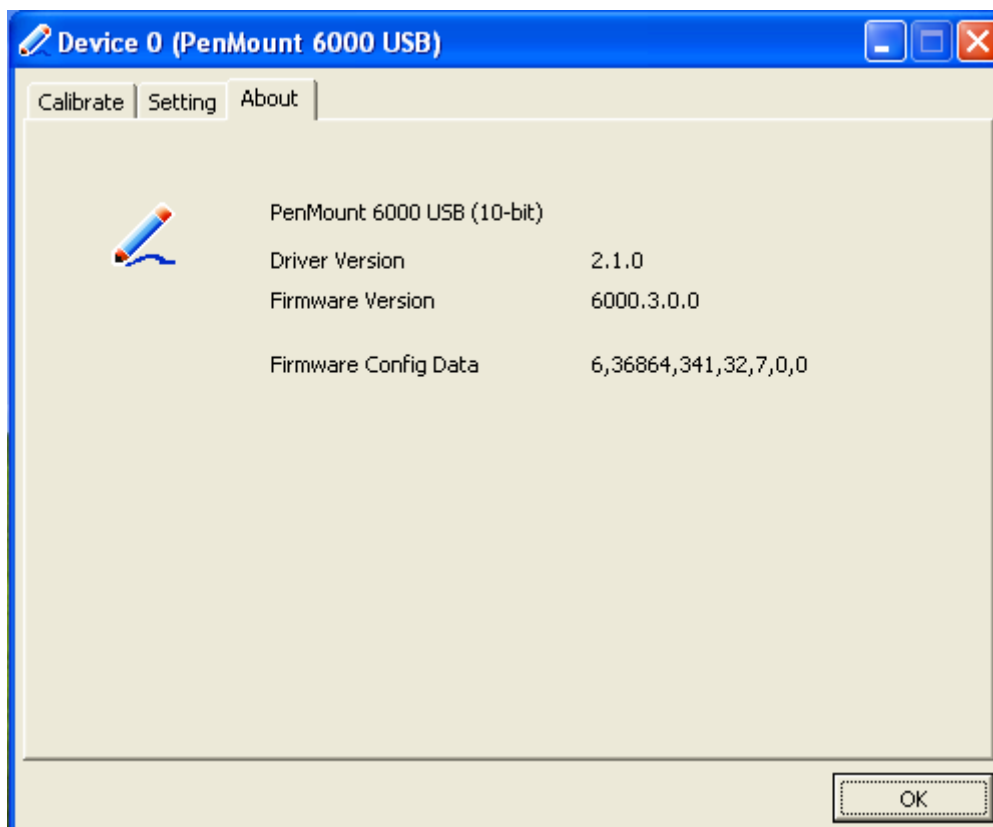 Device 0 (PenMount 6000 USB)
Calibrate Setting About
PenMount 6000 USB (10-bit)
Driver Version 2.1.0
Firmware Version 6000.3.0.0
Firmware Config Data 6,36864,341,32,7,0,0
OK